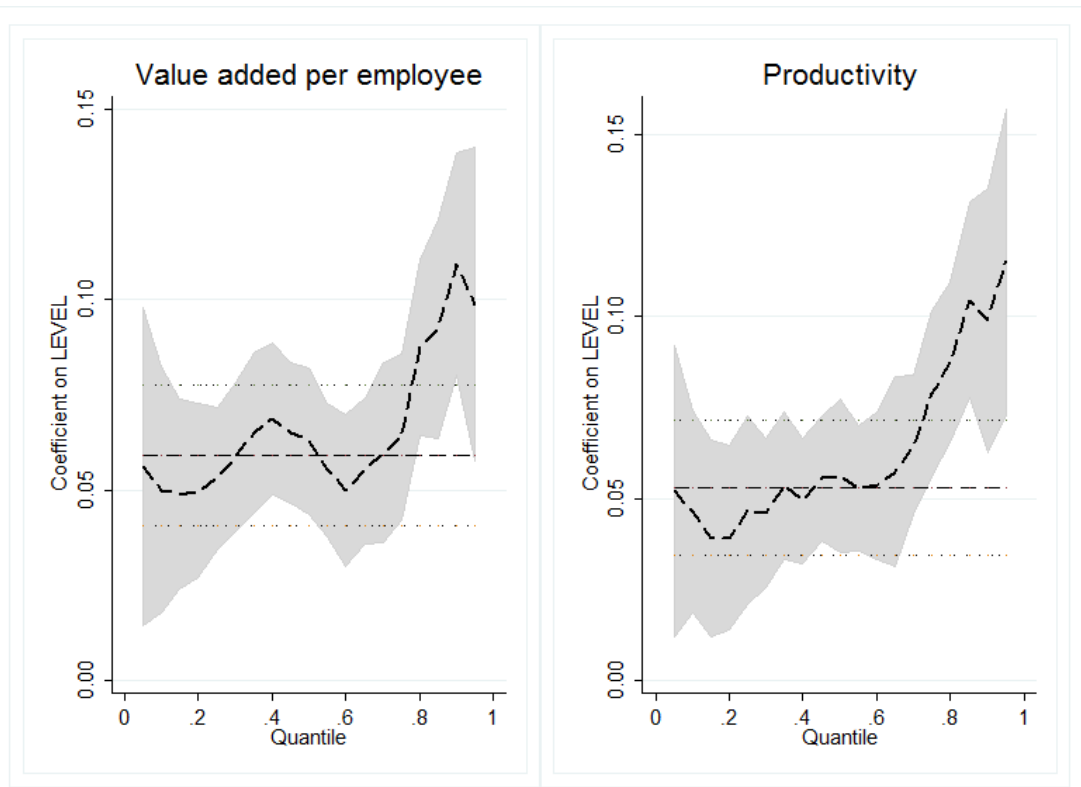 Value added per employee
Coefficient on LEVEL
0.15
0.10
0.05
0.00
0 .2 .4 .6 .8 1
Quantile
Productivity
Coefficient on LEVEL
0.15
0.10
0.05
0.00
0 .2 .4 .6 .8 1
Quantile